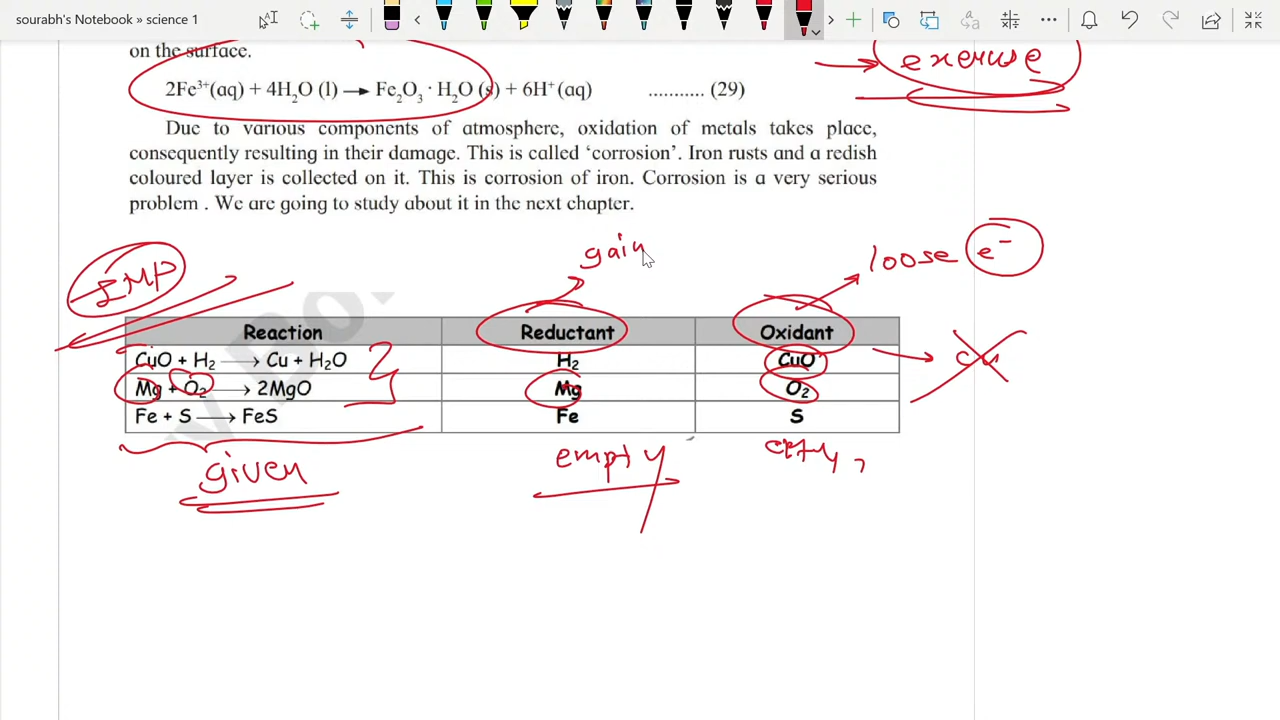 sourabh's Notebook » science 1
on the surface.
exercise
2Fe³⁺(aq) + 4H₂O (l) ⟶ Fe₂O₃ · H₂O (s) + 6H⁺ (aq) ........... (29)
Due to various components of atmosphere, oxidation of metals takes place,
consequently resulting in their damage. This is called ‘corrosion’. Iron rusts and a redish
coloured layer is collected on it. This is corrosion of iron. Corrosion is a very serious
problem . We are going to study about it in the next chapter.
IMP
gain
loose e⁻
Reaction Reductant Oxidant
CuO + H₂ ⟶ Cu + H₂O H₂ CuO
Cu
Mg + O₂ ⟶ 2MgO Mg O₂
Fe + S ⟶ FeS Fe S
given
empty